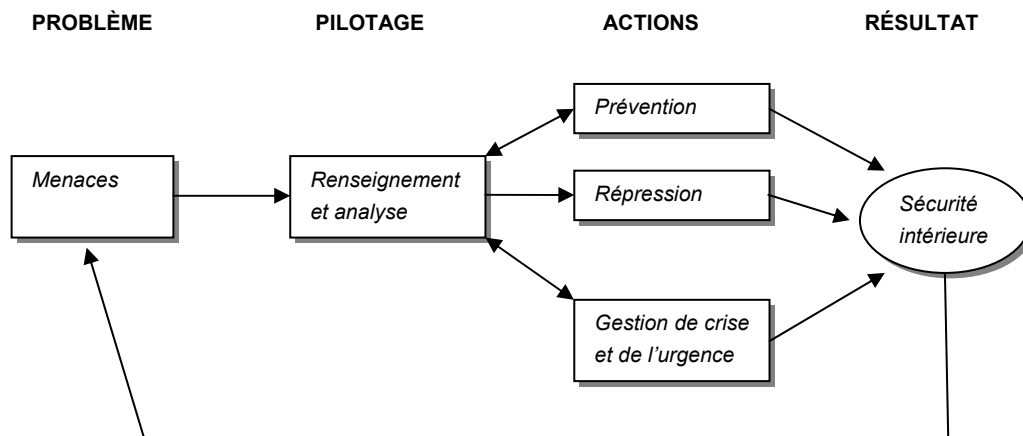 PROBLÈME PILOTAGE ACTIONS RÉSULTAT
Prévention
Menaces
Renseignement
et analyse
Répression
Sécurité
intérieure
Gestion de crise
et de l’urgence